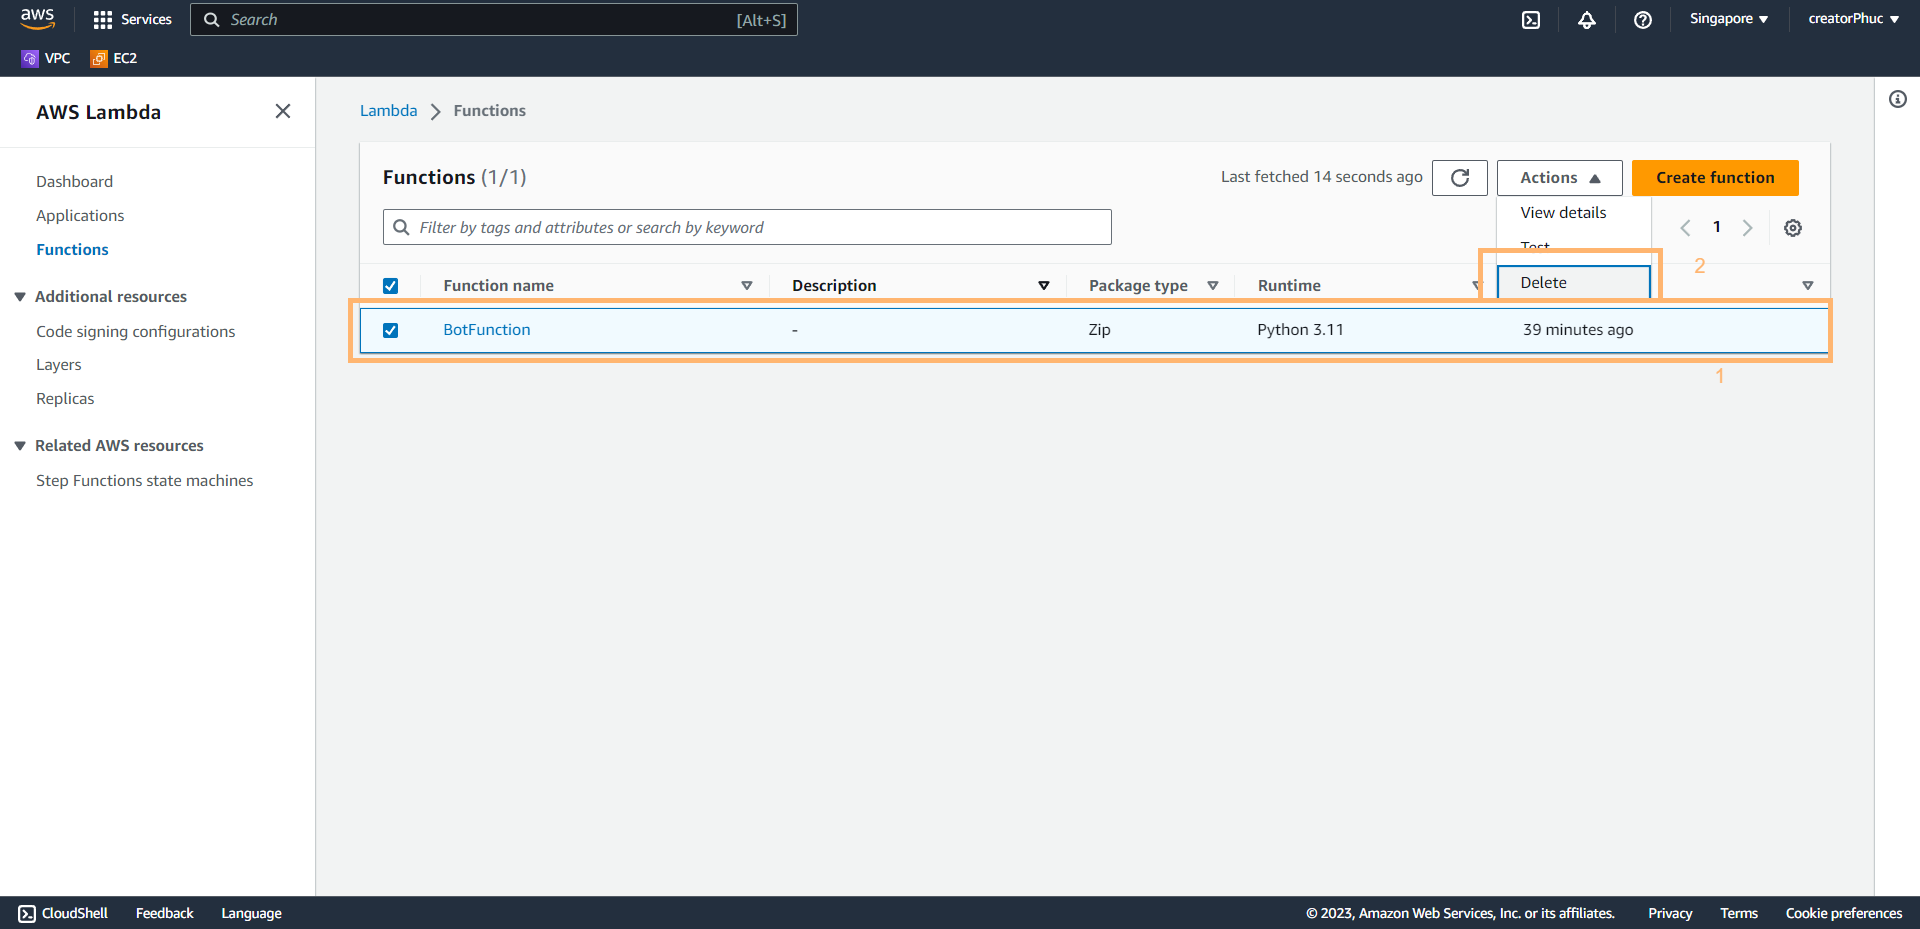 aws Services Search [Alt+S] Singapore creatorPhuc
VPC EC2
AWS Lambda
Dashboard
Applications
Functions
Additional resources
Code signing configurations
Layers
Replicas
Related AWS resources
Step Functions state machines
Lambda Functions
Functions (1/1) Last fetched 14 seconds ago Actions Create function
Filter by tags and attributes or search by keyword
View details
Test
Delete
1
2
Function name Description Package type Runtime
BotFunction - Zip Python 3.11 39 minutes ago
1
CloudShell Feedback Language © 2023, Amazon Web Services, Inc. or its affiliates. Privacy Terms Cookie preferences